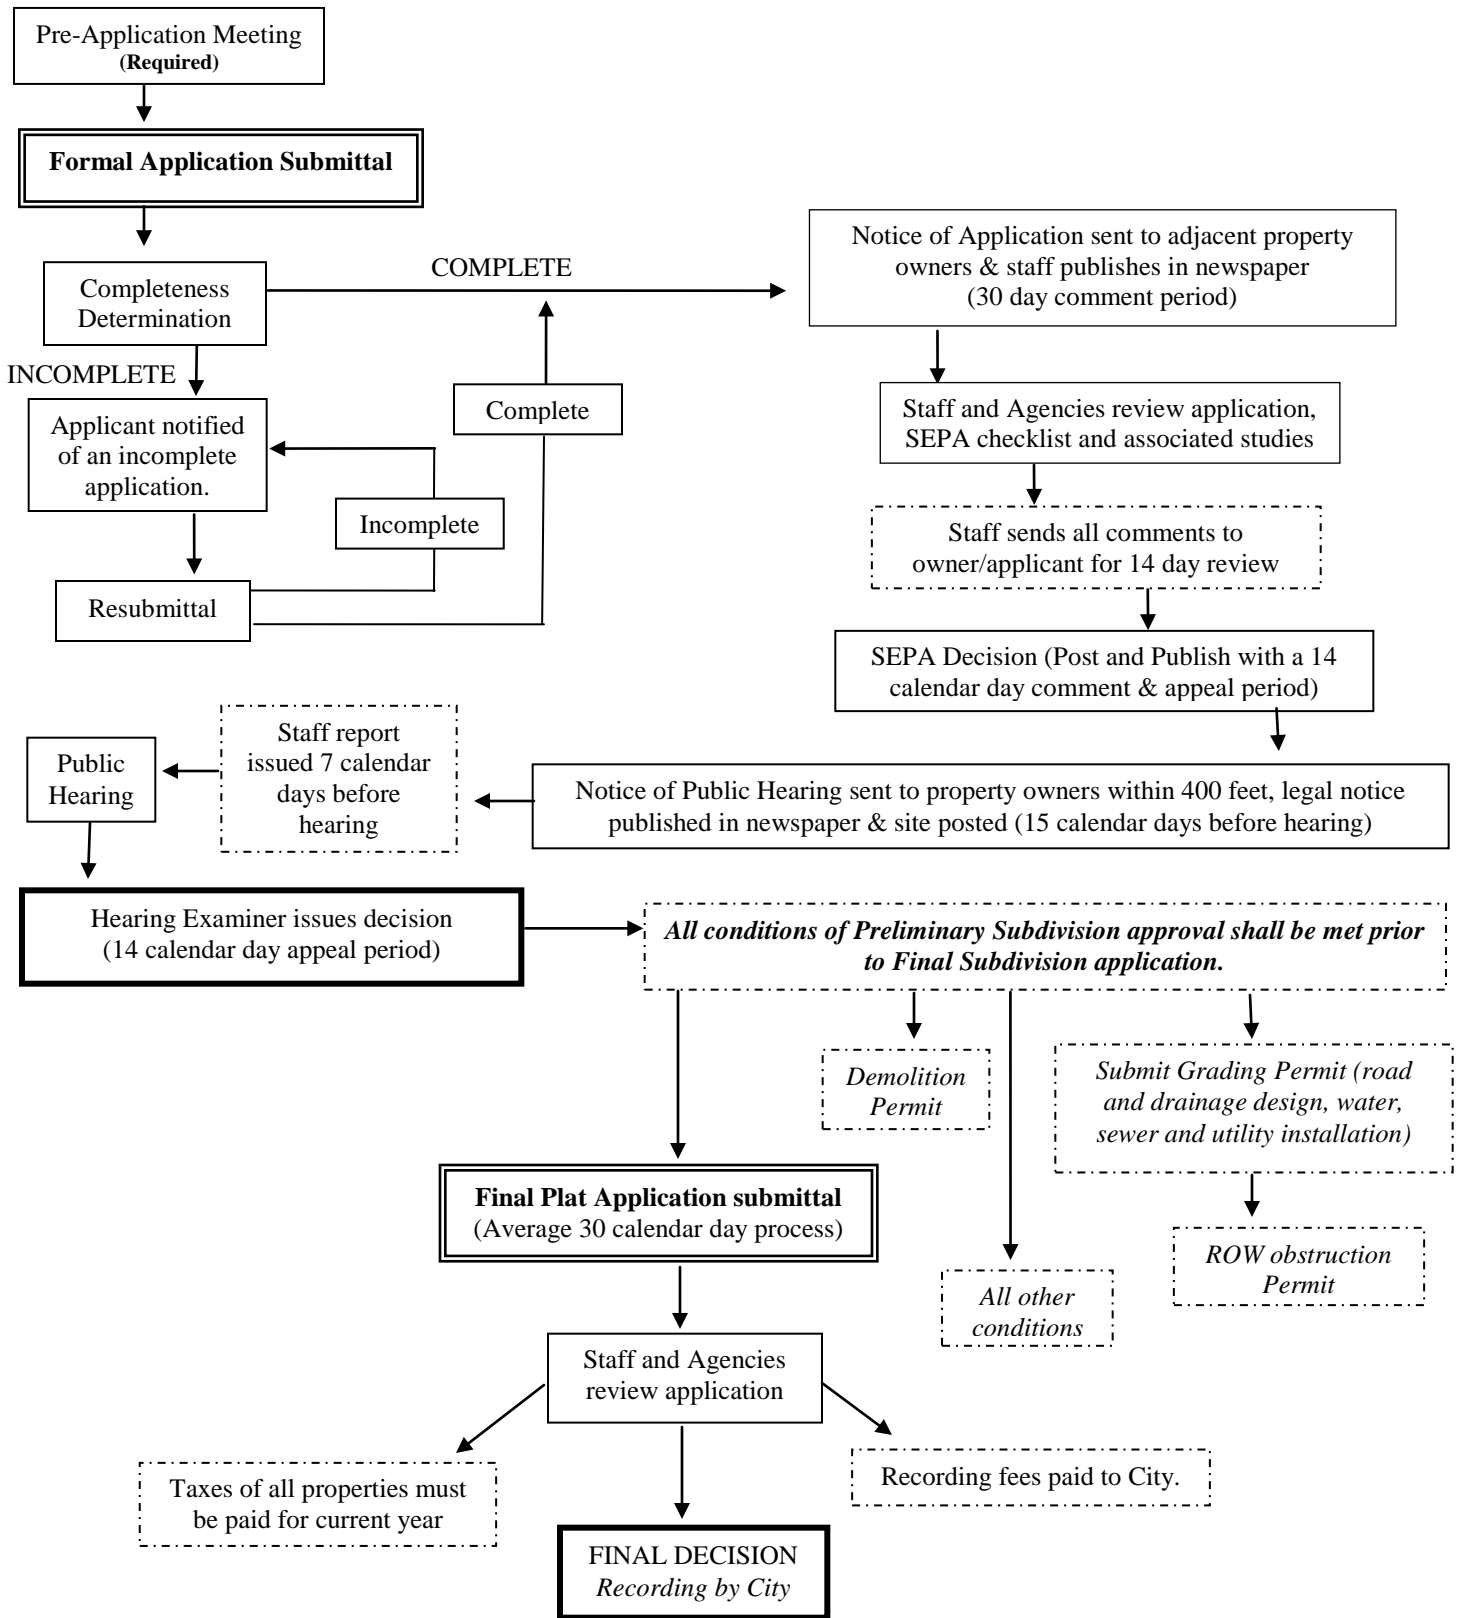 Pre-Application Meeting
(Required)
Formal Application Submittal
Completeness
Determination
COMPLETE
Notice of Application sent to adjacent property
owners & staff publishes in newspaper
(30 day comment period)
INCOMPLETE
Applicant notified
of an incomplete
application.
Complete
Incomplete
Resubmittal
Staff and Agencies review application,
SEPA checklist and associated studies
Staff sends all comments to
owner/applicant for 14 day review
SEPA Decision (Post and Publish with a 14
calendar day comment & appeal period)
Notice of Public Hearing sent to property owners within 400 feet, legal notice
published in newspaper & site posted (15 calendar days before hearing)
Staff report
issued 7 calendar
days before
hearing
Public
Hearing
Hearing Examiner issues decision
(14 calendar day appeal period)
All conditions of Preliminary Subdivision approval shall be met prior
to Final Subdivision application.
Demolition
Permit
Submit Grading Permit (road
and drainage design, water,
sewer and utility installation)
ROW obstruction
Permit
All other
conditions
Final Plat Application submittal
(Average 30 calendar day process)
Staff and Agencies
review application
Taxes of all properties must
be paid for current year
Recording fees paid to City.
FINAL DECISION
Recording by City